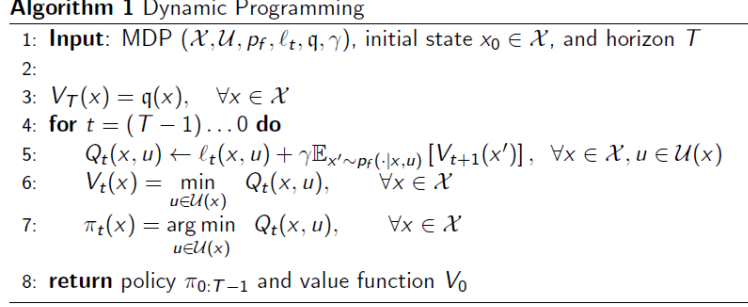 Algorithm 1 Dynamic Programming
1: Input: MDP (𝒳, 𝒰, p_f, ℓ_t, 𝔮, γ), initial state x_0 ∈ 𝒳, and horizon T
2:
3: V_T(x) = 𝔮(x), ∀x ∈ 𝒳
4: for t = (T − 1) . . . 0 do
5: Q_t(x, u) ← ℓ_t(x, u) + γ𝔼_{x′∼p_f(·|x,u)} [V_{t+1}(x′)], ∀x ∈ 𝒳, u ∈ 𝒰(x)
6: V_t(x) = min_{u∈𝒰(x)} Q_t(x, u), ∀x ∈ 𝒳
7: π_t(x) = arg min_{u∈𝒰(x)} Q_t(x, u), ∀x ∈ 𝒳
8: return policy π_{0:T−1} and value function V_0